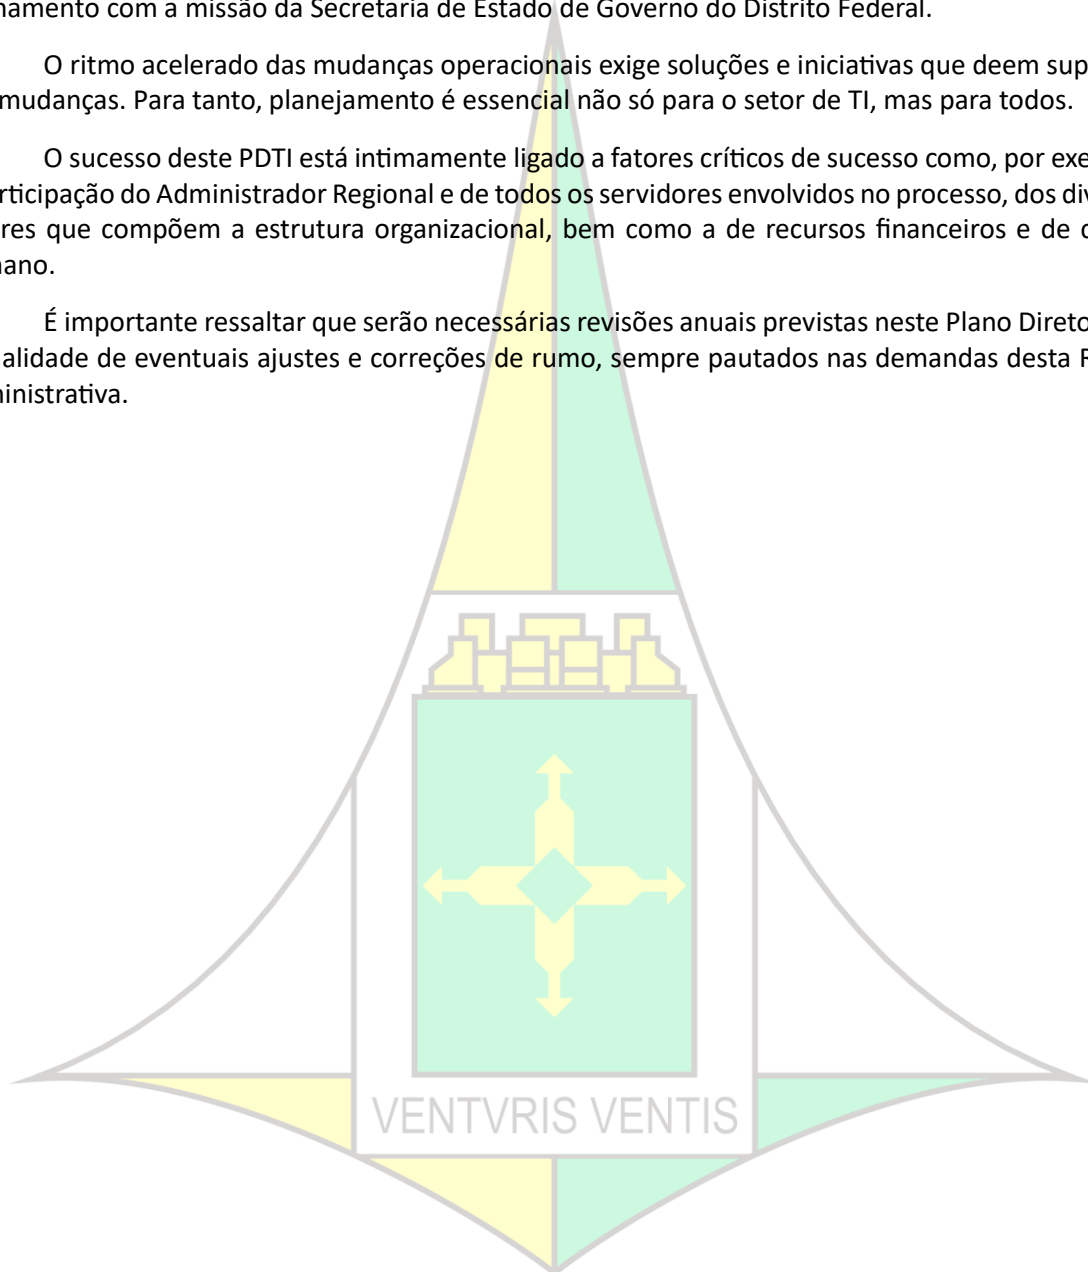 namento com a missão da Secretaria de Estado de Governo do Distrito Federal.
O ritmo acelerado das mudanças operacionais exige soluções e iniciativas que deem sup
mudanças. Para tanto, planejamento é essencial não só para o setor de TI, mas para todos.
O sucesso deste PDTI está intimamente ligado a fatores críticos de sucesso como, por exe
rticipação do Administrador Regional e de todos os servidores envolvidos no processo, dos div
res que compõem a estrutura organizacional, bem como a de recursos financeiros e de c
nano.
É importante ressaltar que serão necessárias revisões anuais previstas neste Plano Direto
alidade de eventuais ajustes e correções de rumo, sempre pautados nas demandas desta R
ninistrativa.
VENTVRIS VENTIS